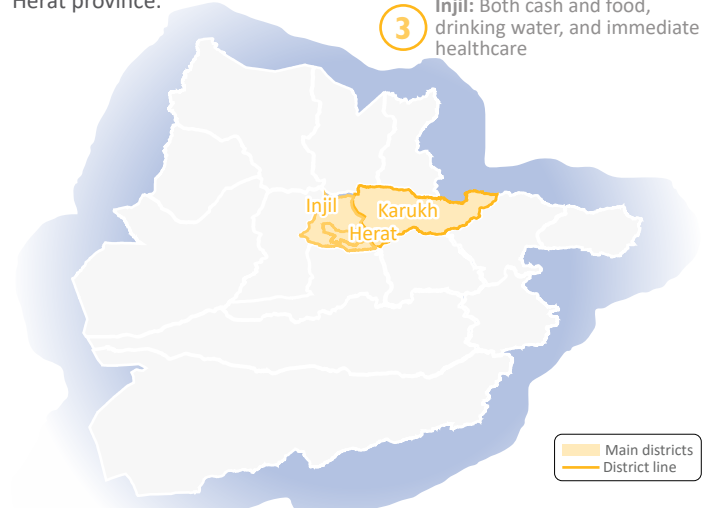 Herat province.
3
Injil: Both cash and food,
drinking water, and immediate
healthcare
Injil
Karukh
Herat
Main districts
District line